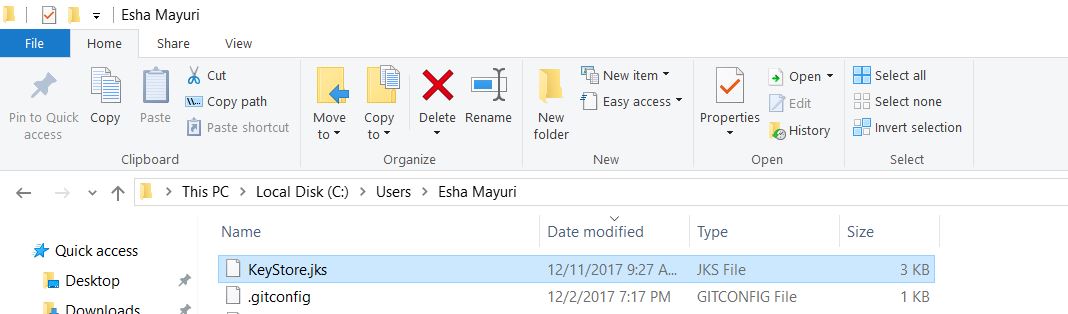 Esha Mayuri
File Home Share View
Pin to Quick access
Copy
Paste
Cut
Copy path
Paste shortcut
Clipboard
Move to
Copy to
Delete
Rename
Organize
New folder
New item
Easy access
New
Properties
Open
Edit
History
Open
Select all
Select none
Invert selection
Select
This PC Local Disk (C:) Users Esha Mayuri
Quick access
Desktop
Downloads
Name Date modified Type Size
KeyStore.jks 12/11/2017 9:27 A... JKS File 3 KB
.gitconfig 12/2/2017 7:17 PM GITCONFIG File 1 KB